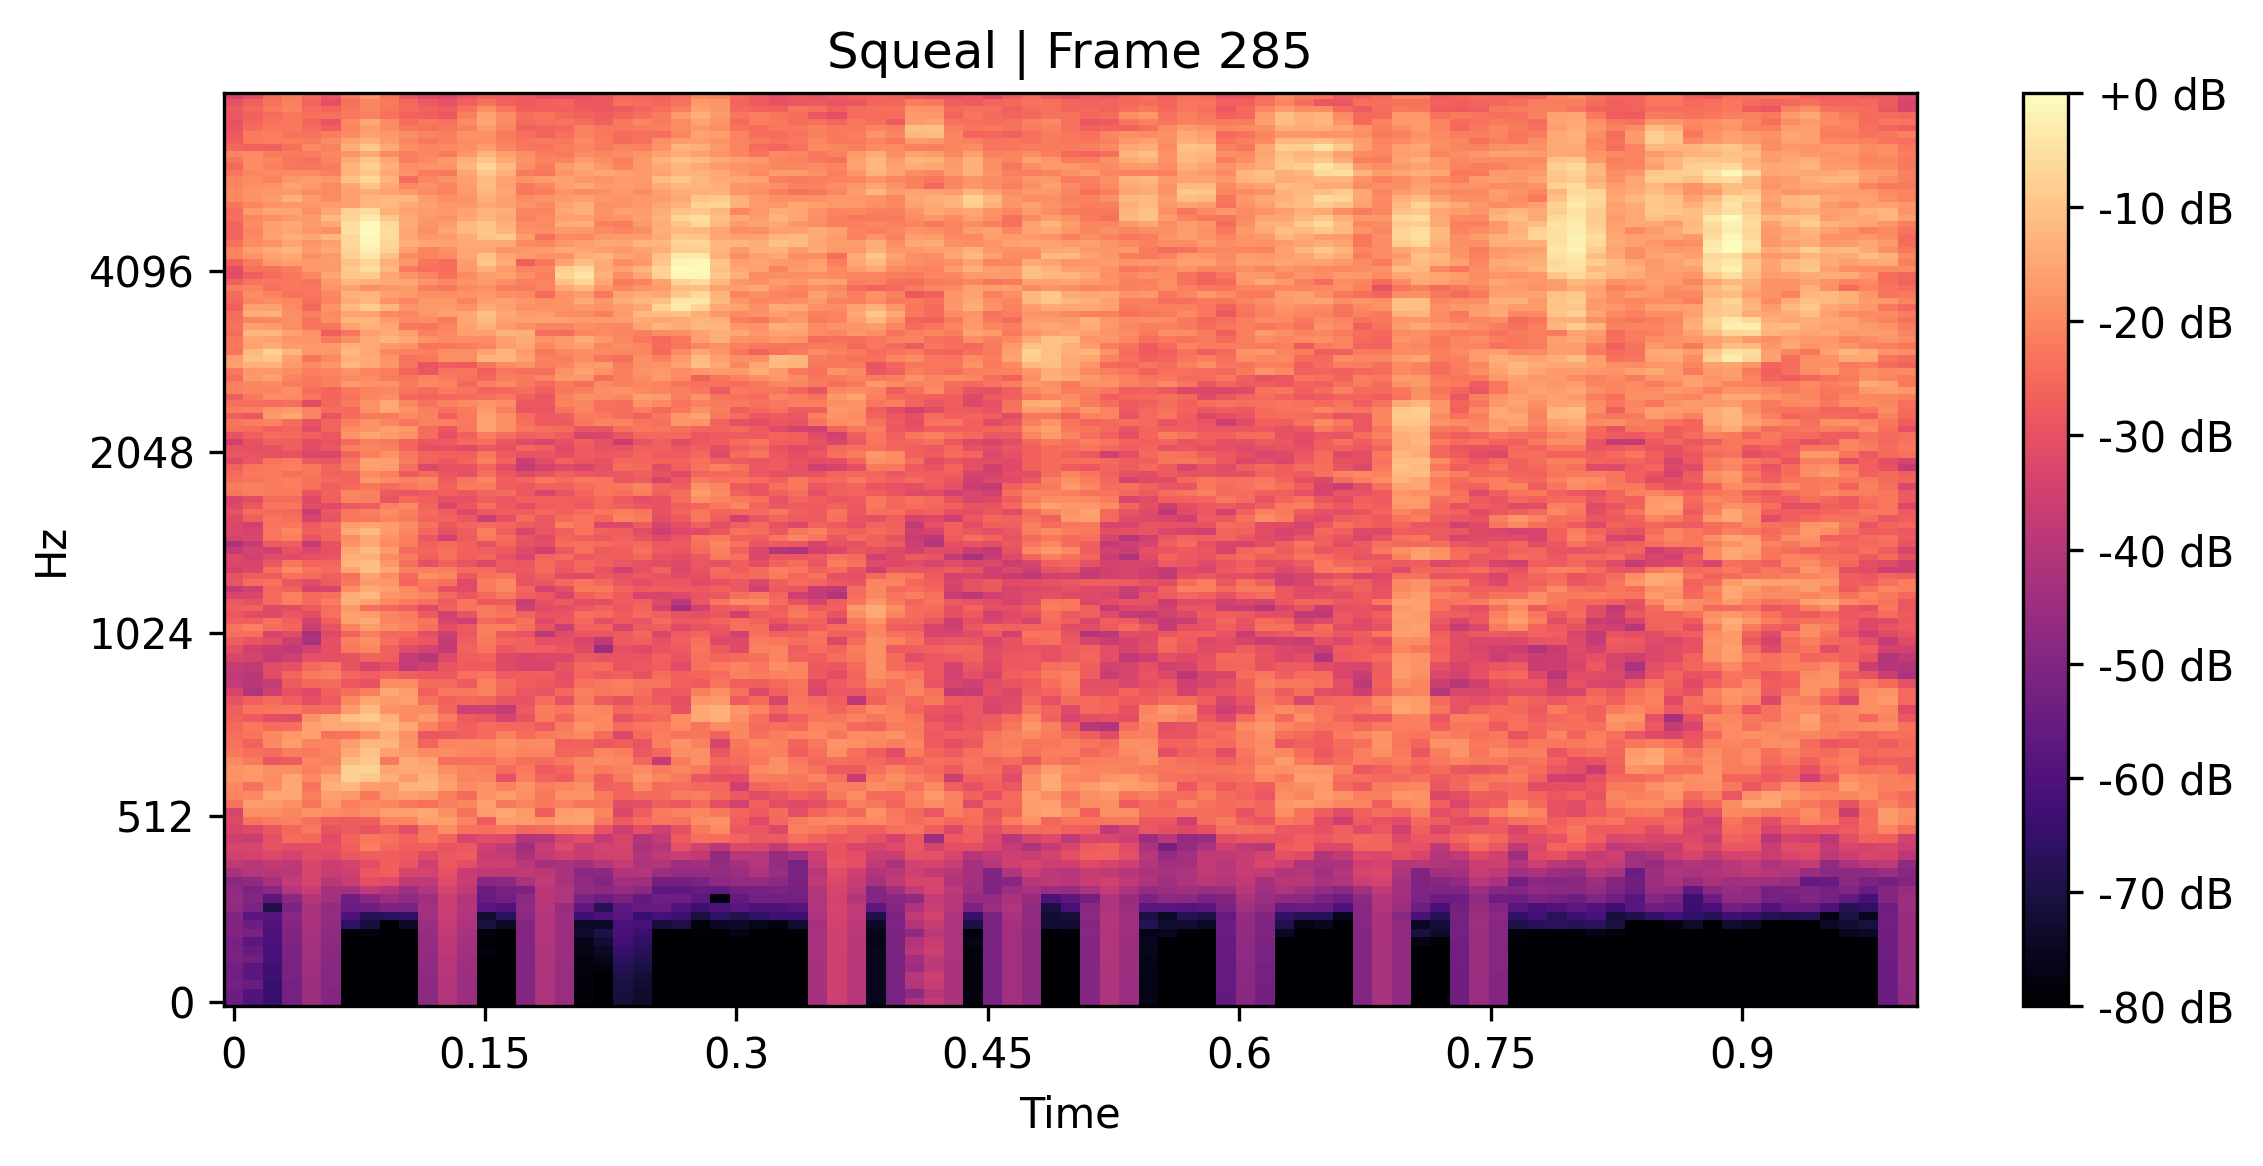 Squeal | Frame 285
+0 dB
-10 dB
-20 dB
-30 dB
-40 dB
-50 dB
-60 dB
-70 dB
-80 dB
Hz
4096
2048
1024
512
0
0 0.15 0.3 0.45 0.6 0.75 0.9
Time